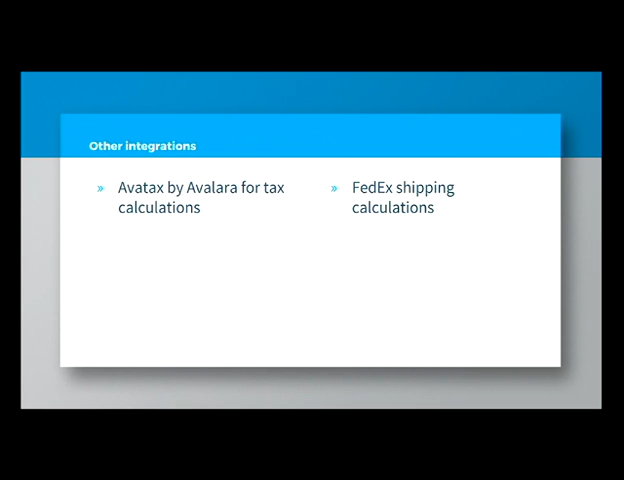 Other integrations
» Avatax by Avalara for tax
calculations
» FedEx shipping
calculations